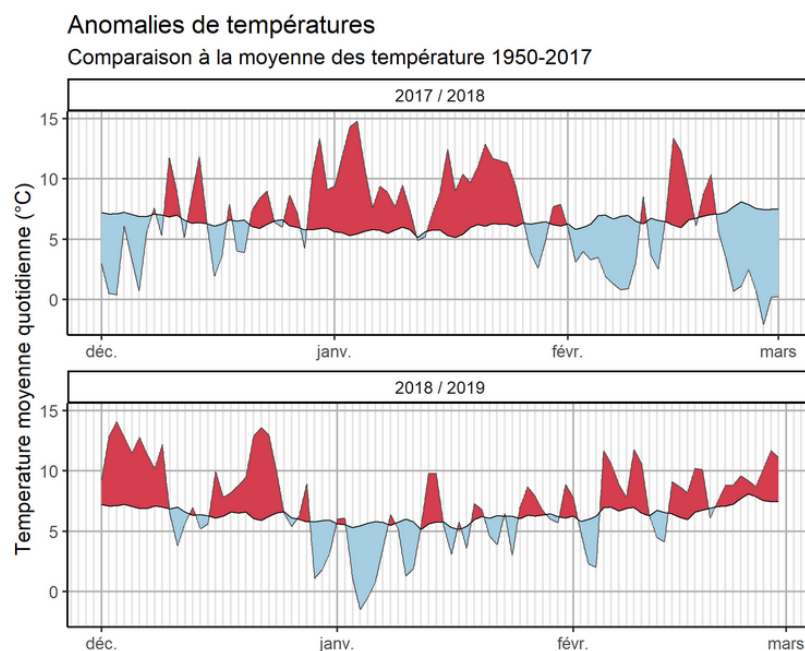 Anomalies de températures
Comparaison à la moyenne des température 1950-2017
Temperature moyenne quotidienne (°C)
2017 / 2018
15
10
5
0
déc. janv. févr. mars
2018 / 2019
15
10
5
0
déc. janv. févr. mars